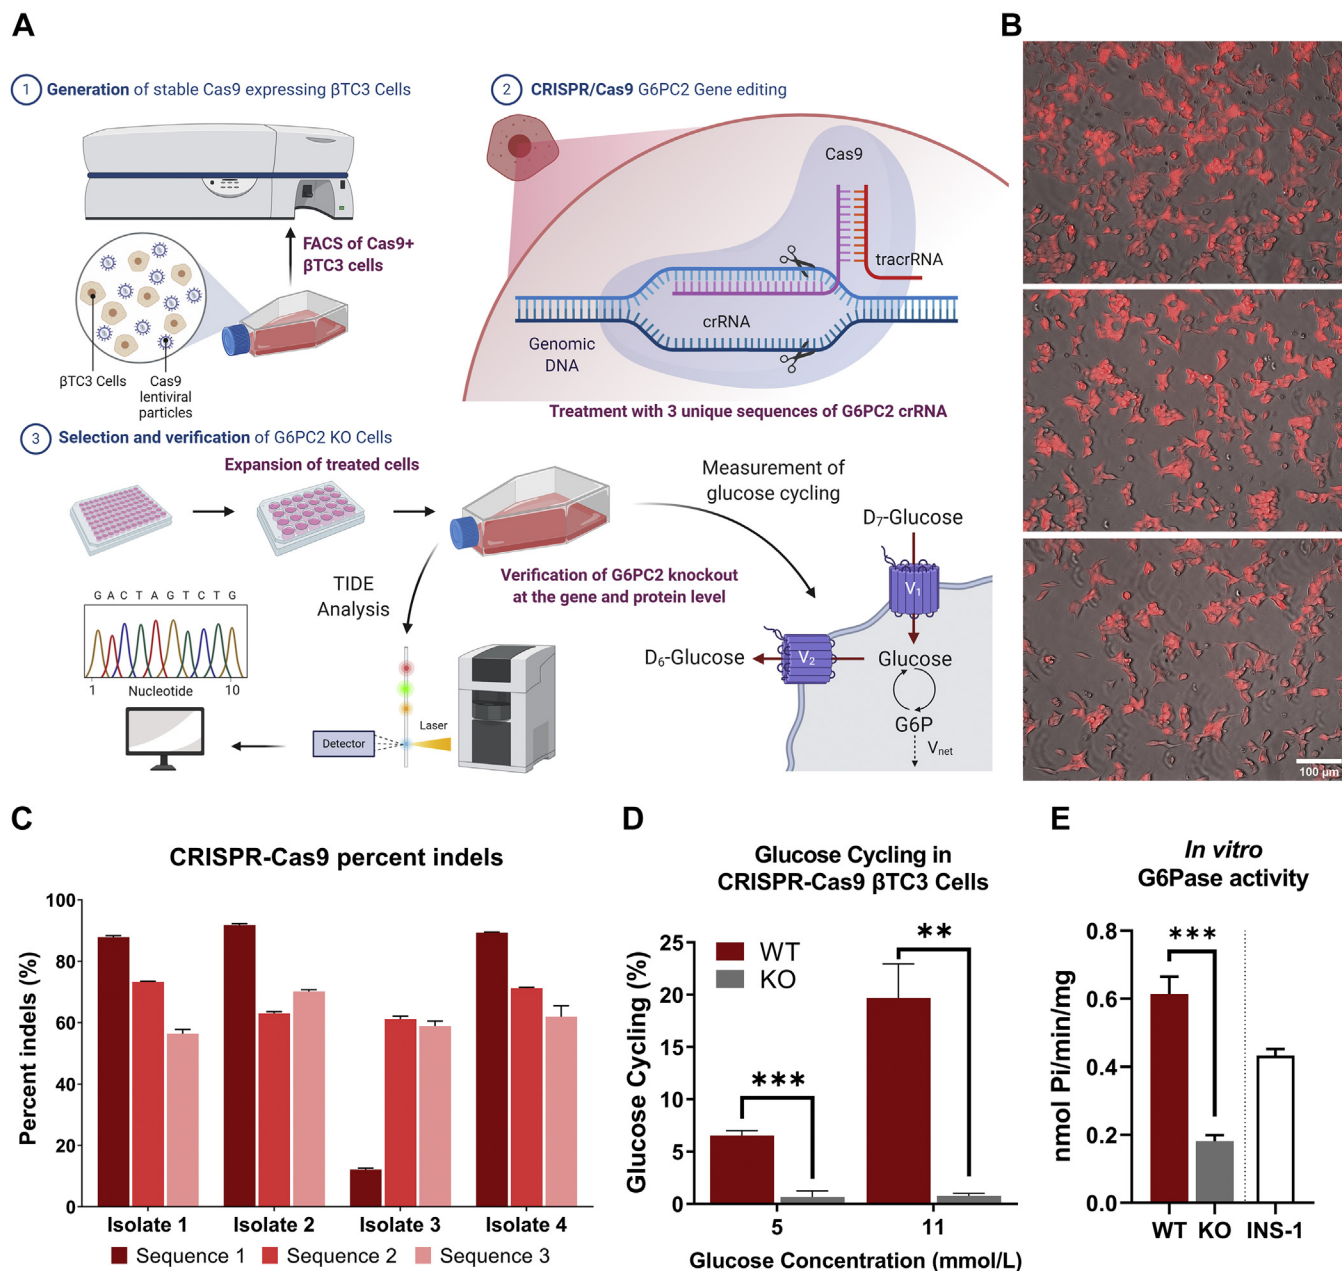 A
1 Generation of stable Cas9 expressing βTC3 Cells
FACS of Cas9+
βTC3 cells
βTC3 Cells
Cas9
lentiviral
particles
2 CRISPR/Cas9 G6PC2 Gene editing
Cas9
tracrRNA
crRNA
Genomic
DNA
Treatment with 3 unique sequences of G6PC2 crRNA
3 Selection and verification of G6PC2 KO Cells
Expansion of treated cells
Measurement of
glucose cycling
Verification of G6PC2 knockout
at the gene and protein level
TIDE
Analysis
G A C T A G T C T G
1 Nucleotide 10
Detector
Laser
D7-Glucose
V1
V2
D6-Glucose
Glucose
G6P
Vnet
B
100 µm
C
CRISPR-Cas9 percent indels
Percent indels (%)
100
80
60
40
20
0
Isolate 1 Isolate 2 Isolate 3 Isolate 4
Sequence 1 Sequence 2 Sequence 3
D
Glucose Cycling in
CRISPR-Cas9 βTC3 Cells
Glucose Cycling (%)
25
20
15
10
5
0
WT
KO
***
**
5 11
Glucose Concentration (mmol/L)
E
In vitro
G6Pase activity
nmol Pi/min/mg
0.8
0.6
0.4
0.2
0.0
***
WT KO INS-1